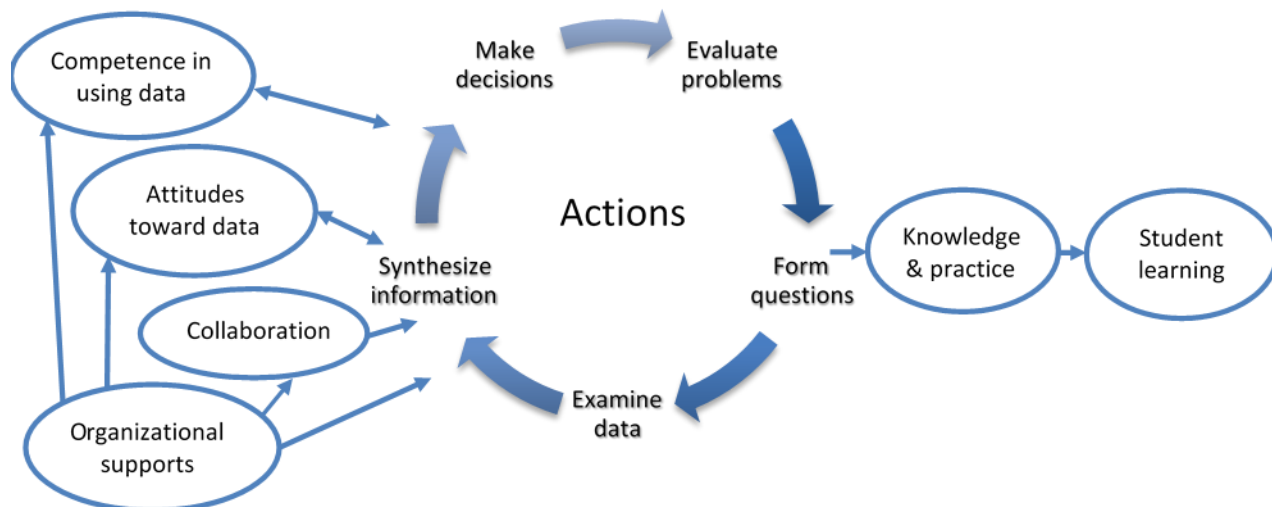 Competence in
using data
Attitudes
toward data
Collaboration
Organizational
supports
Make
decisions
Evaluate
problems
Actions
Synthesize
information
Form
questions
Examine
data
Knowledge
& practice
Student
learning